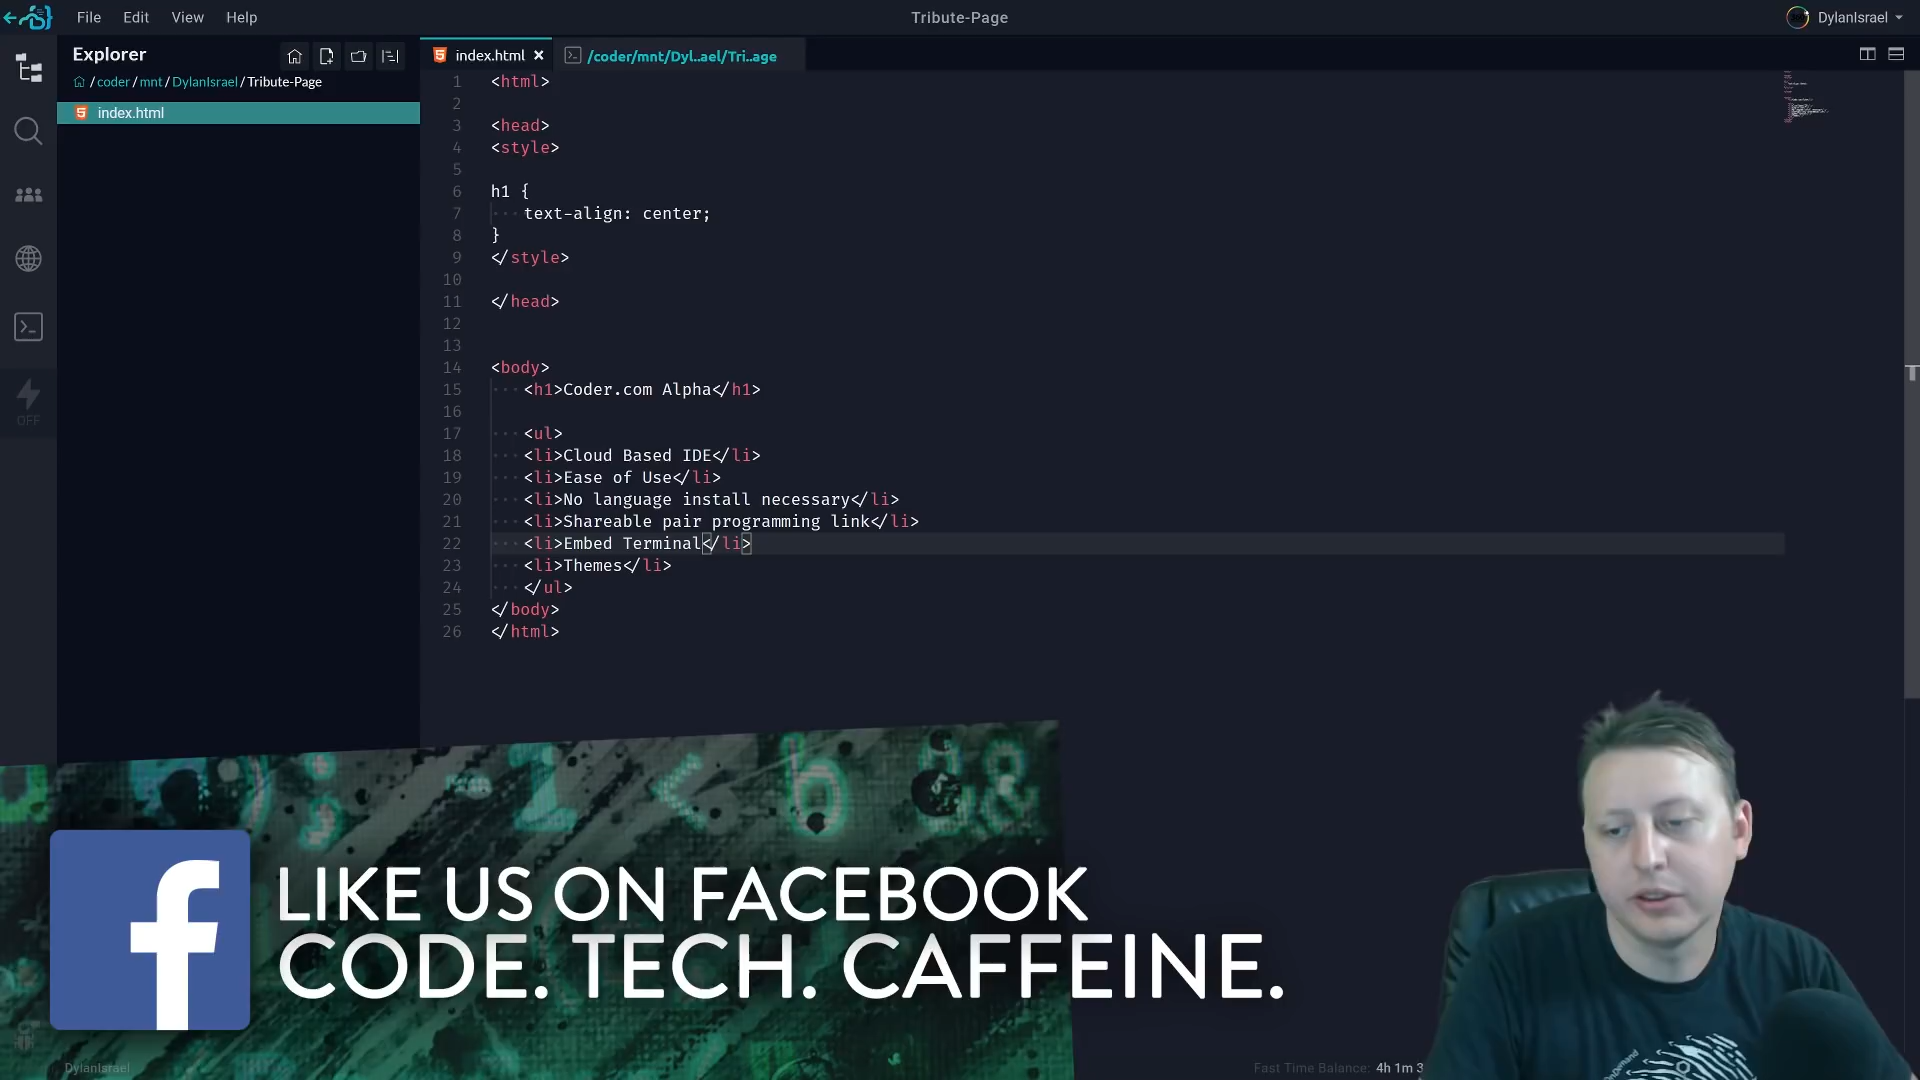 File Edit View Help
Tribute-Page
DylanIsrael
Explorer
/ coder / mnt / DylanIsrael / Tribute-Page
index.html
OFF
index.html
/coder/mnt/Dyl..ael/Tri..age
1 <html>
2
3 <head>
4 <style>
5
6 h1 {
7 text-align: center;
8 }
9 </style>
10
11 </head>
12
13
14 <body>
15 <h1>Coder.com Alpha</h1>
16
17 <ul>
18 <li>Cloud Based IDE</li>
19 <li>Ease of Use</li>
20 <li>No language install necessary</li>
21 <li>Shareable pair programming link</li>
22 <li>Embed Terminal</li>
23 <li>Themes</li>
24 </ul>
25 </body>
26 </html>
LIKE US ON FACEBOOK
CODE. TECH. CAFFEINE.
DylanIsrael
Fast Time Balance: 4h 1m 3